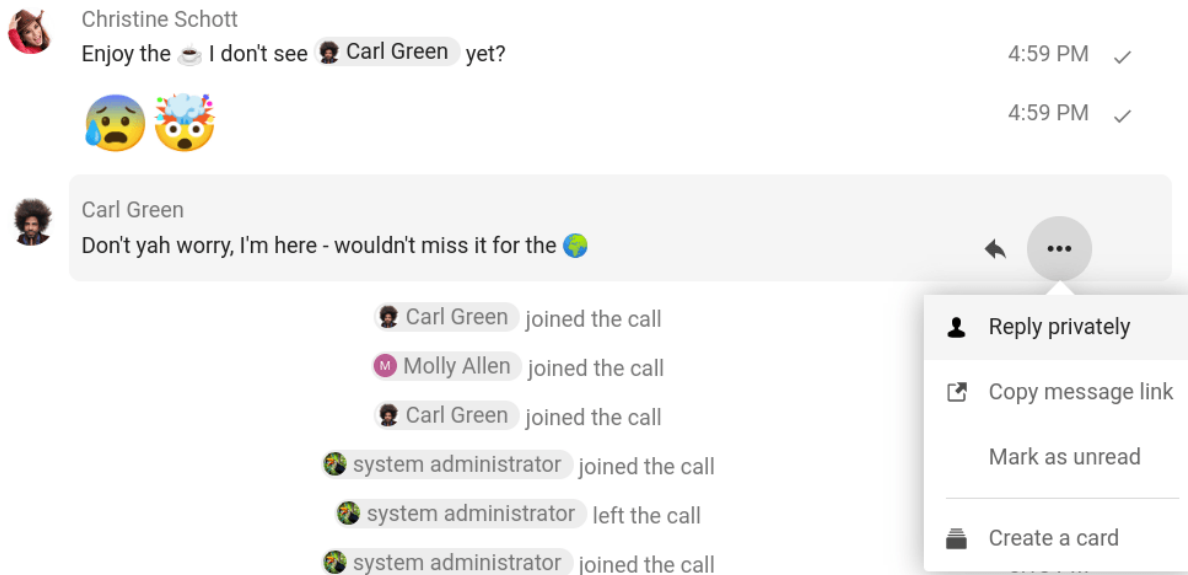 Christine Schott
Enjoy the ☕ I don't see Carl Green yet? 4:59 PM
4:59 PM
Carl Green
Don't yah worry, I'm here - wouldn't miss it for the 🌍
Carl Green joined the call
M Molly Allen joined the call
Carl Green joined the call
system administrator joined the call
system administrator left the call
system administrator joined the call
Reply privately
Copy message link
Mark as unread
Create a card